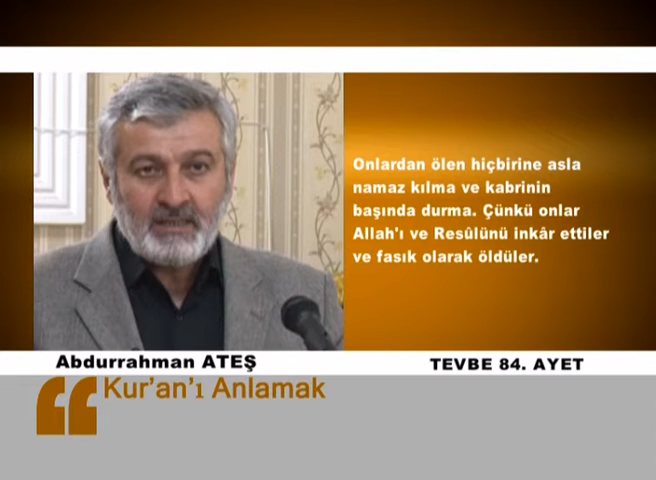 Onlardan ölen hiçbirine asla
namaz kılma ve kabrinin
başında durma. Çünkü onlar
Allah'ı ve Resûlünü inkâr ettiler
ve fasık olarak öldüler.
Abdurrahman ATEŞ
TEVBE 84. AYET
Kur'an'ı Anlamak